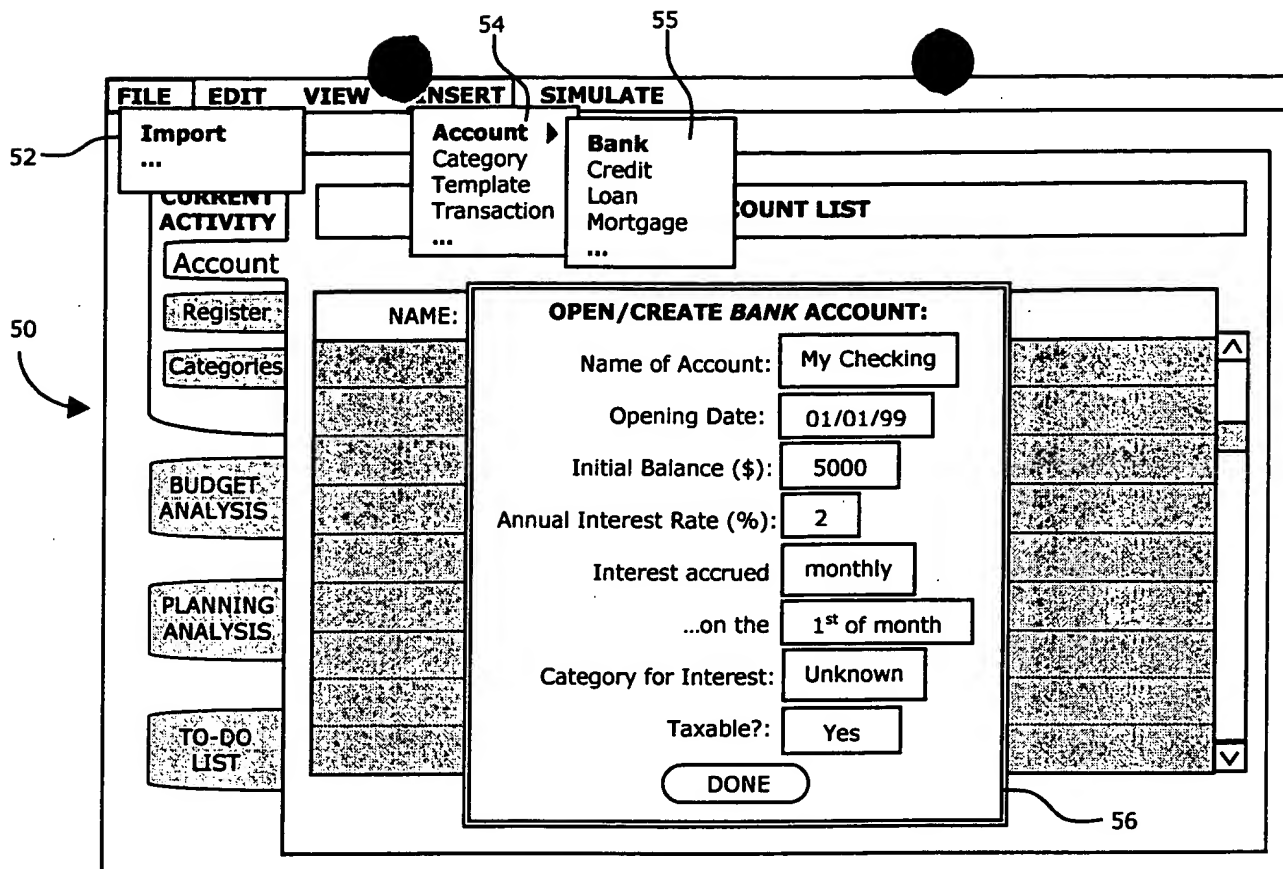 54
55
FILE EDIT VIEW INSERT SIMULATE
52
Import
...
Account
Category
Template
Transaction
...
Bank
Credit
Loan
Mortgage
...
CURRENT
ACTIVITY
OUNT LIST
Account
Register
Categories
50
BUDGET
ANALYSIS
PLANNING
ANALYSIS
TO-DO
LIST
NAME:
OPEN/CREATE BANK ACCOUNT:
Name of Account: My Checking
Opening Date: 01/01/99
Initial Balance ($): 5000
Annual Interest Rate (%): 2
Interest accrued monthly
...on the 1st of month
Category for Interest: Unknown
Taxable?: Yes
DONE
56